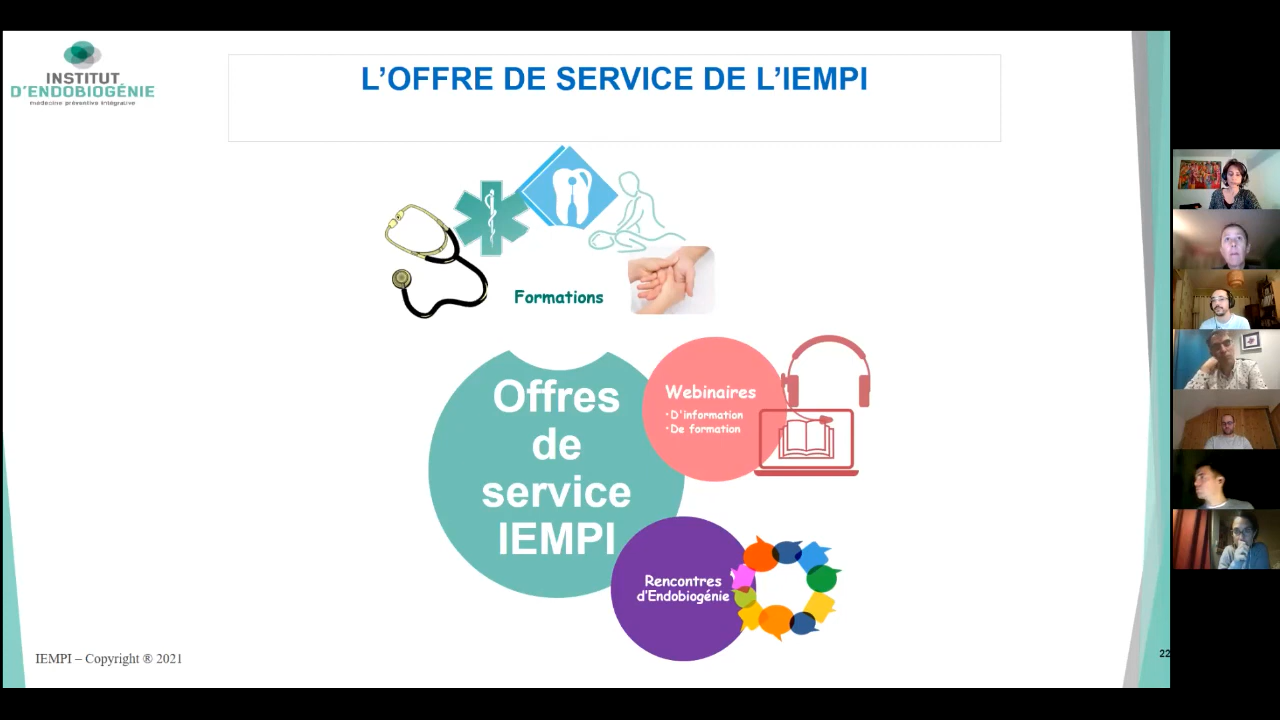 INSTITUT
D'ENDOBIOGÉNIE
médecine préventive intégrative
L'OFFRE DE SERVICE DE L'IEMPI
Formations
Offres
de
service
IEMPI
Webinaires
• D'information
• De formation
Rencontres
d'Endobiogénie
IEMPI – Copyright ® 2021
22